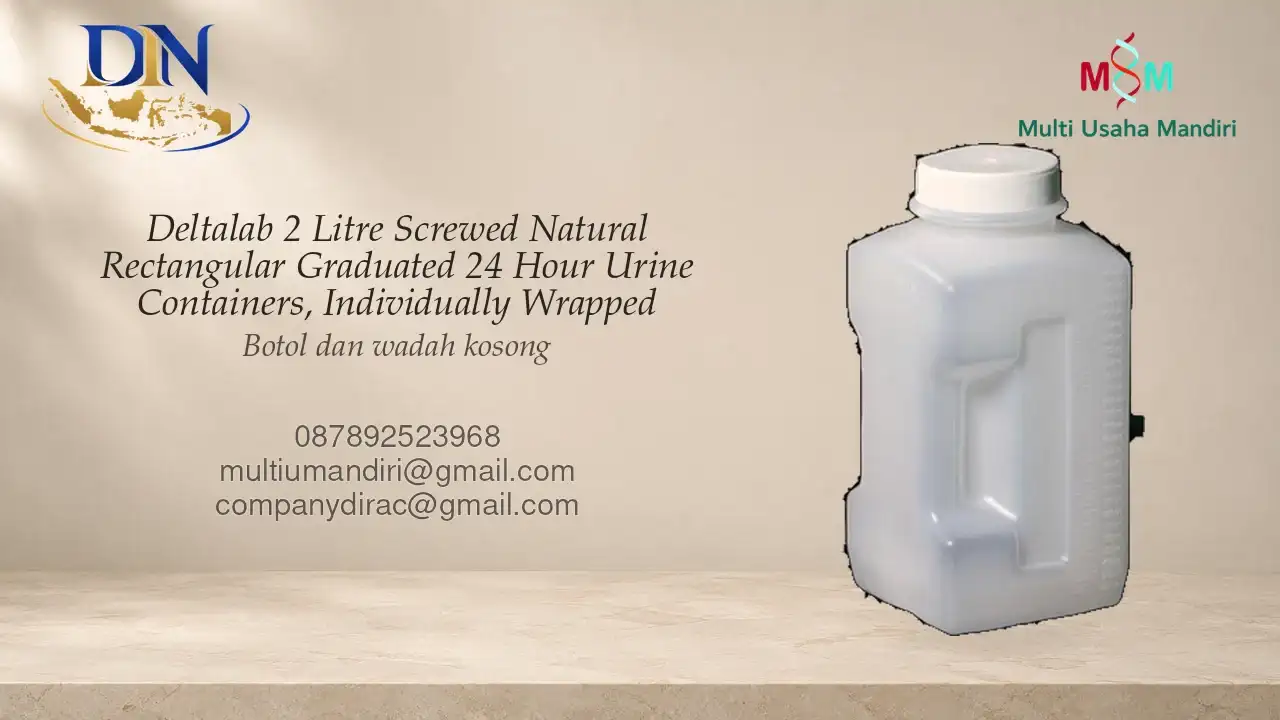 DN
MSM
Multi Usaha Mandiri
Deltalab 2 Litre Screwed Natural
Rectangular Graduated 24 Hour Urine
Containers, Individually Wrapped
Botol dan wadah kosong
087892523968
multiumandiri@gmail.com
companydirac@gmail.com